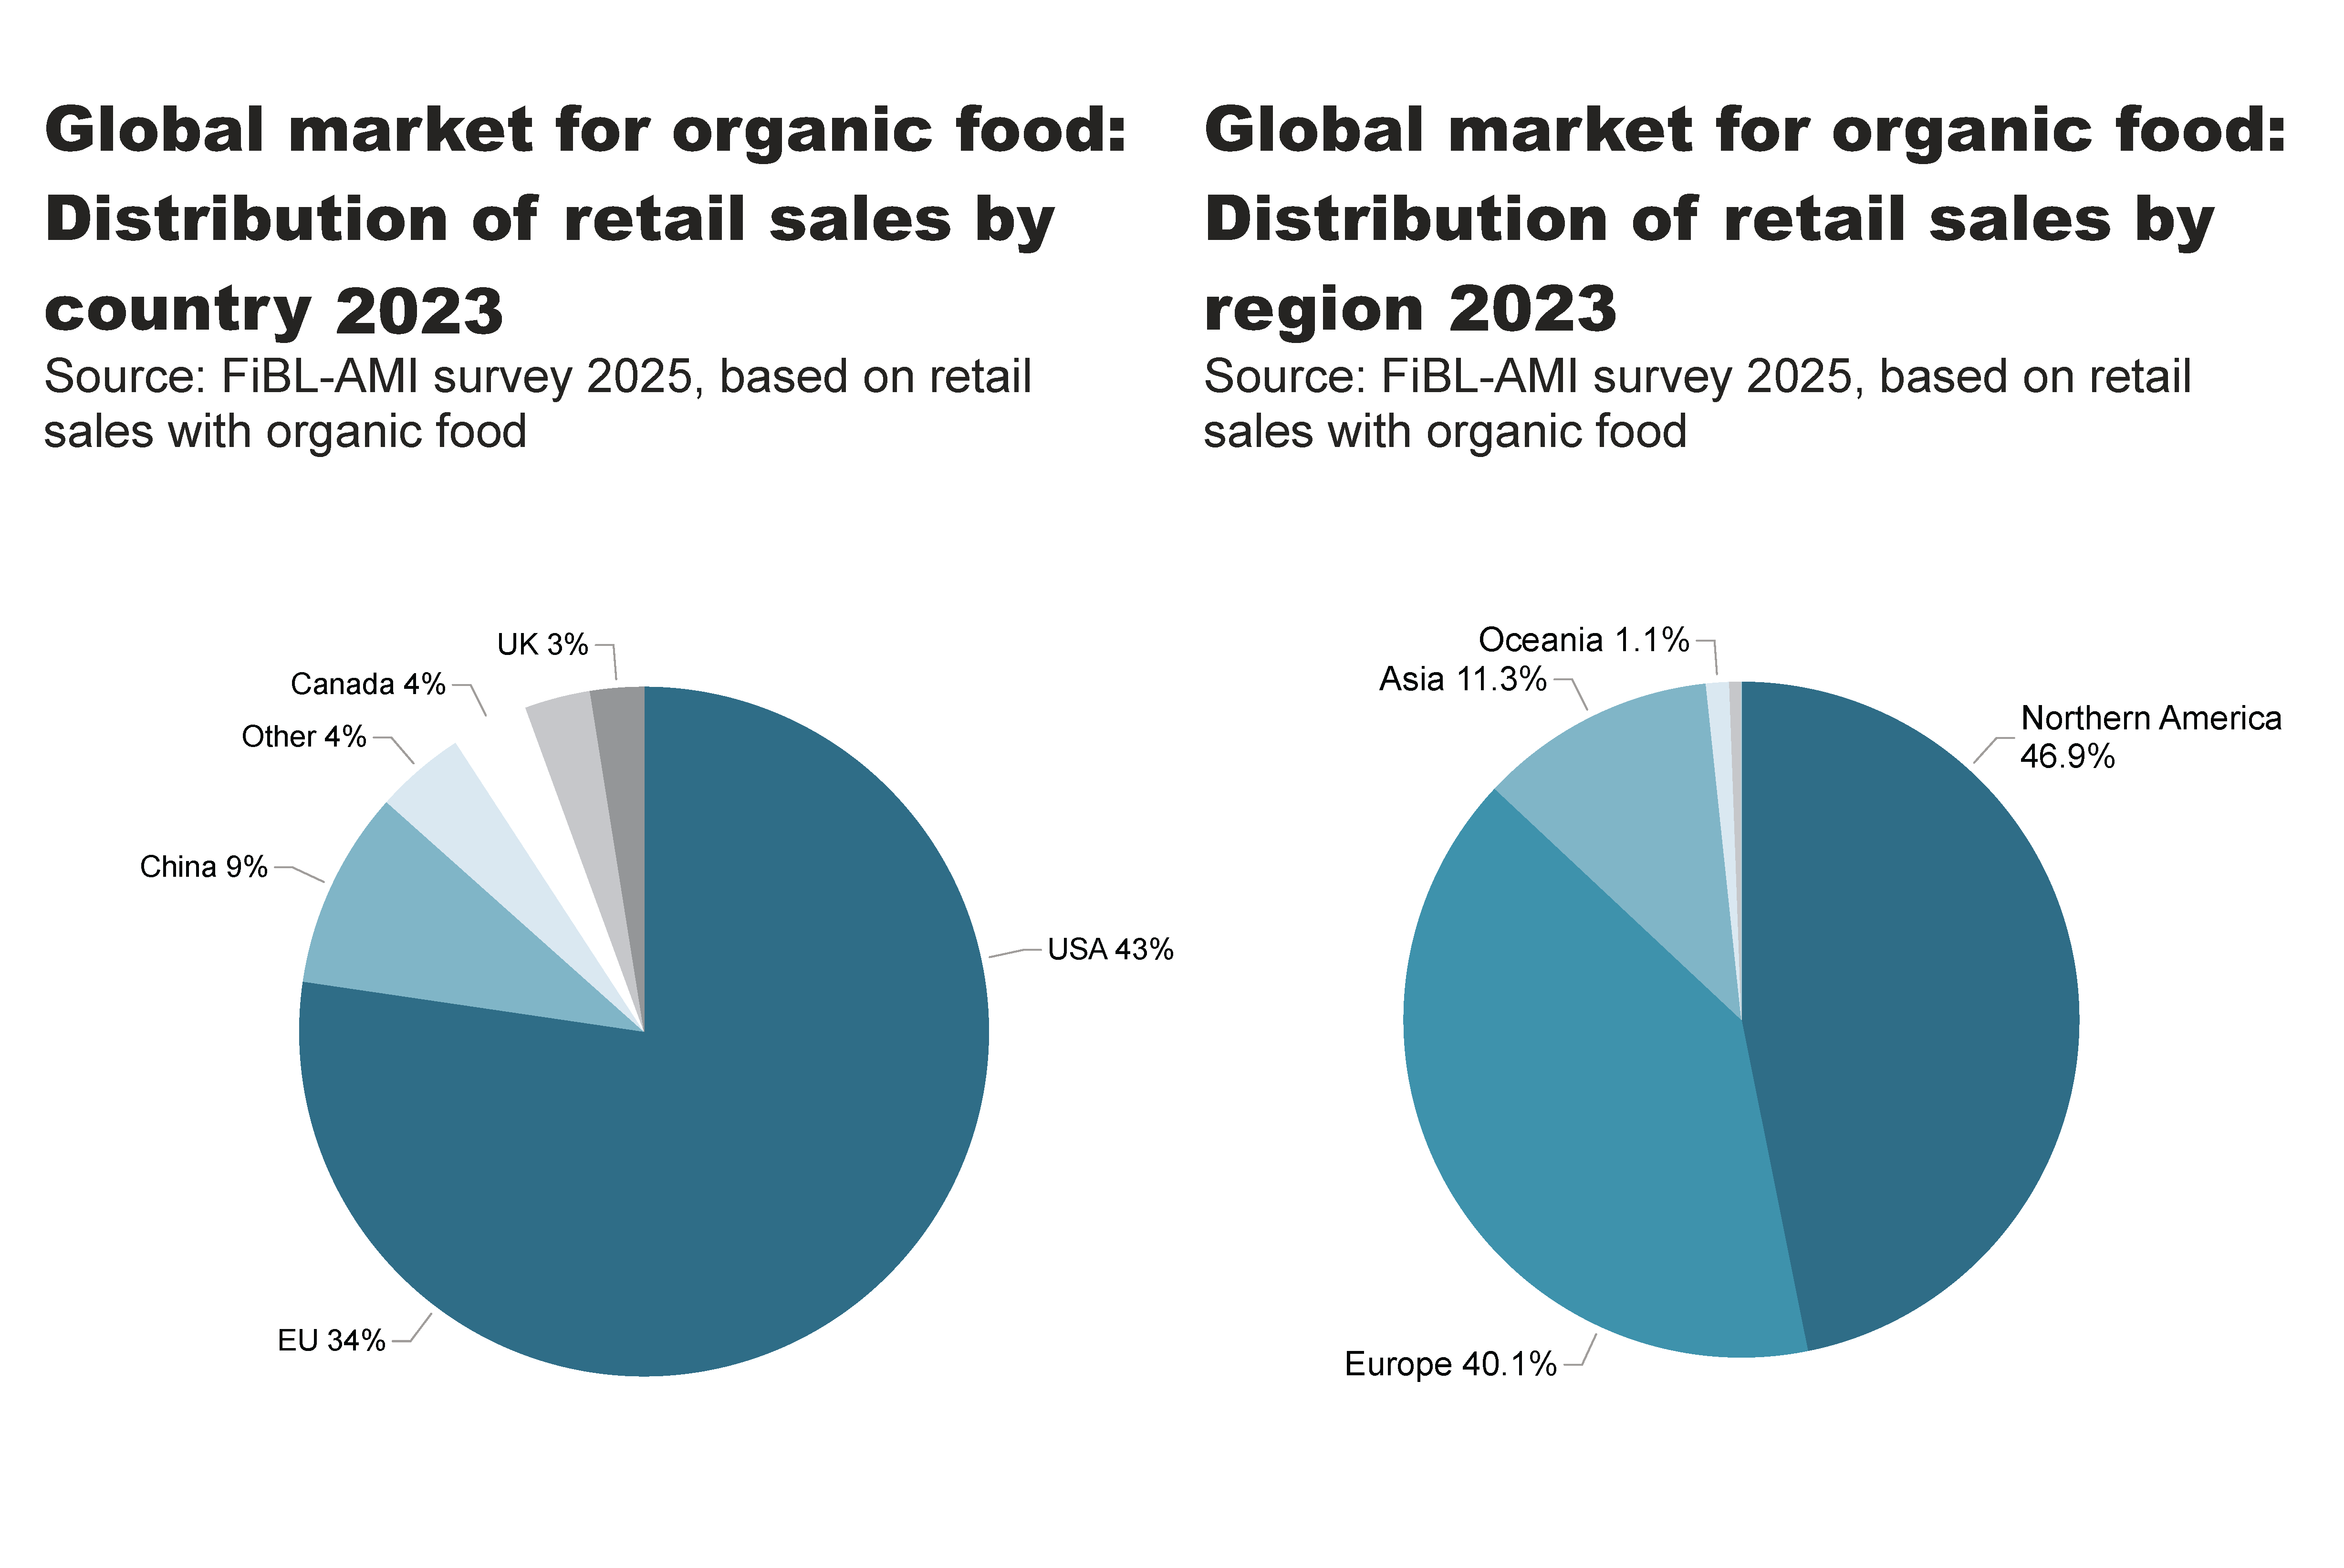 Global market for organic food:
Distribution of retail sales by
country 2023
Source: FiBL-AMI survey 2025, based on retail
sales with organic food
UK 3%
Canada 4%
Other 4%
China 9%
USA 43%
EU 34%
Global market for organic food:
Distribution of retail sales by
region 2023
Source: FiBL-AMI survey 2025, based on retail
sales with organic food
Oceania 1.1%
Asia 11.3%
Northern America
46.9%
Europe 40.1%